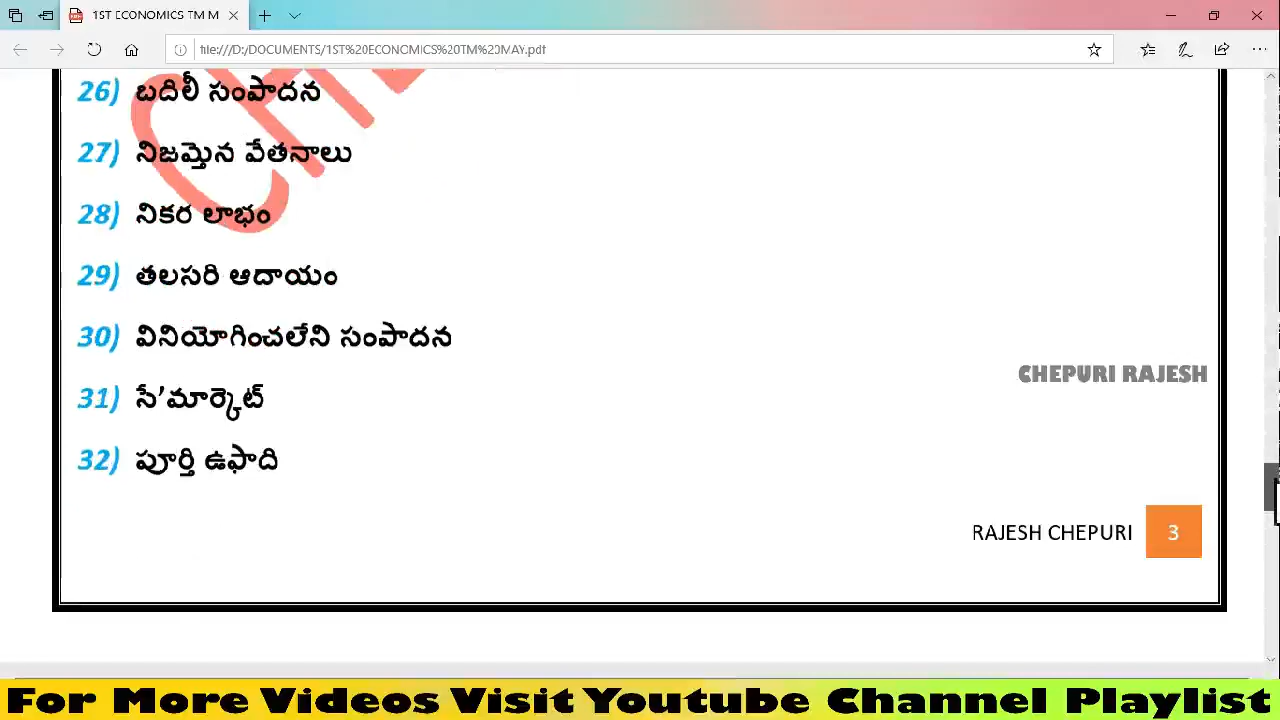 1ST ECONOMICS TM M
file:///D:/DOCUMENTS/1ST%20ECONOMICS%20TM%20MAY.pdf
26) బదిలీ సంపాదన
27) నిజమైన వేతనాలు
28) నికర లాభం
29) తలసరి ఆదాయం
30) వినియోగించలేని సంపాదన
31) సే'మార్కెట్
32) పూర్తి ఉఫాది
CHEPURI RAJESH
RAJESH CHEPURI 3
For More Videos Visit Youtube Channel Playlist